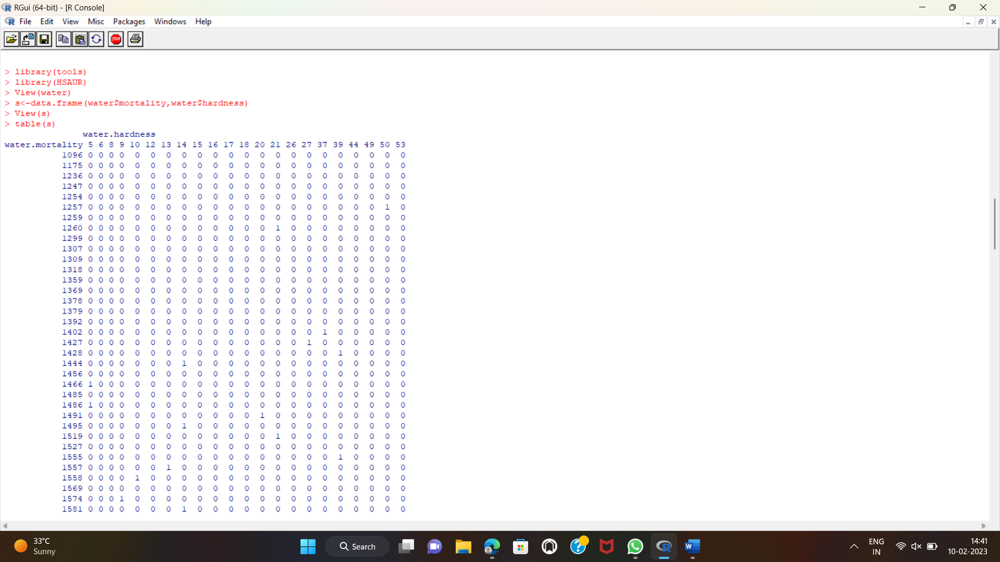 RGui (64-bit) - [R Console]
File Edit View Misc Packages Windows Help
STOP
> library(tools)
> library(HSAUR)
> View(water)
> s<-data.frame(water$mortality,water$hardness)
> View(s)
> table(s)
water.hardness
water.mortality 5 6 8 9 10 12 13 14 15 16 17 18 20 21 26 27 37 39 44 49 50 53
1096 0 0 0 0 0 0 0 0 0 0 0 0 0 0 0 0 0 0 0 0 0 0
1175 0 0 0 0 0 0 0 0 0 0 0 0 0 0 0 0 0 0 0 0 0 0
1236 0 0 0 0 0 0 0 0 0 0 0 0 0 0 0 0 0 0 0 0 0 0
1247 0 0 0 0 0 0 0 0 0 0 0 0 0 0 0 0 0 0 0 0 0 0
1254 0 0 0 0 0 0 0 0 0 0 0 0 0 0 0 0 0 0 0 0 0 0
1257 0 0 0 0 0 0 0 0 0 0 0 0 0 0 0 0 0 0 0 0 1 0
1259 0 0 0 0 0 0 0 0 0 0 0 0 0 0 0 0 0 0 0 0 0 0
1260 0 0 0 0 0 0 0 0 0 0 0 0 0 1 0 0 0 0 0 0 0 0
1299 0 0 0 0 0 0 0 0 0 0 0 0 0 0 0 0 0 0 0 0 0 0
1307 0 0 0 0 0 0 0 0 0 0 0 0 0 0 0 0 0 0 0 0 0 0
1309 0 0 0 0 0 0 0 0 0 0 0 0 0 0 0 0 0 0 0 0 0 0
1318 0 0 0 0 0 0 0 0 0 0 0 0 0 0 0 0 0 0 0 0 0 0
1359 0 0 0 0 0 0 0 0 0 0 0 0 0 0 0 0 0 0 0 0 0 0
1369 0 0 0 0 0 0 0 0 0 0 0 0 0 0 0 0 0 0 0 0 0 0
1378 0 0 0 0 0 0 0 0 0 0 0 0 0 0 0 0 0 0 0 0 0 0
1379 0 0 0 0 0 0 0 0 0 0 0 0 0 0 0 0 0 0 0 0 0 0
1392 0 0 0 0 0 0 0 0 0 0 0 0 0 0 0 0 0 0 0 0 0 0
1402 0 0 0 0 0 0 0 0 0 0 0 0 0 0 0 0 1 0 0 0 0 0
1427 0 0 0 0 0 0 0 0 0 0 0 0 0 0 0 1 0 0 0 0 0 0
1428 0 0 0 0 0 0 0 0 0 0 0 0 0 0 0 0 0 1 0 0 0 0
1444 0 0 0 0 0 0 0 1 0 0 0 0 0 0 0 0 0 0 0 0 0 0
1456 0 0 0 0 0 0 0 0 0 0 0 0 0 0 0 0 0 0 0 0 0 0
1466 1 0 0 0 0 0 0 0 0 0 0 0 0 0 0 0 0 0 0 0 0 0
1485 0 0 0 0 0 0 0 0 0 0 0 0 0 0 0 0 0 0 0 0 0 0
1486 1 0 0 0 0 0 0 0 0 0 0 0 0 0 0 0 0 0 0 0 0 0
1491 0 0 0 0 0 0 0 0 0 0 0 0 1 0 0 0 0 0 0 0 0 0
1495 0 0 0 0 0 0 0 1 0 0 0 0 0 0 0 0 0 0 0 0 0 0
1519 0 0 0 0 0 0 0 0 0 0 0 0 0 1 0 0 0 0 0 0 0 0
1527 0 0 0 0 0 0 0 0 0 0 0 0 0 0 0 0 0 0 0 0 0 0
1555 0 0 0 0 0 0 0 0 0 0 0 0 0 0 0 0 0 1 0 0 0 0
1557 0 0 0 0 0 0 1 0 0 0 0 0 0 0 0 0 0 0 0 0 0 0
1558 0 0 0 0 1 0 0 0 0 0 0 0 0 0 0 0 0 0 0 0 0 0
1569 0 0 0 0 0 0 0 0 0 0 0 0 0 0 0 0 0 0 0 0 0 0
1574 0 0 0 1 0 0 0 0 0 0 0 0 0 0 0 0 0 0 0 0 0 0
1581 0 0 0 0 0 0 0 1 0 0 0 0 0 0 0 0 0 0 0 0 0 0
33°C
Sunny
Search
ENG
IN
14:41
10-02-2023